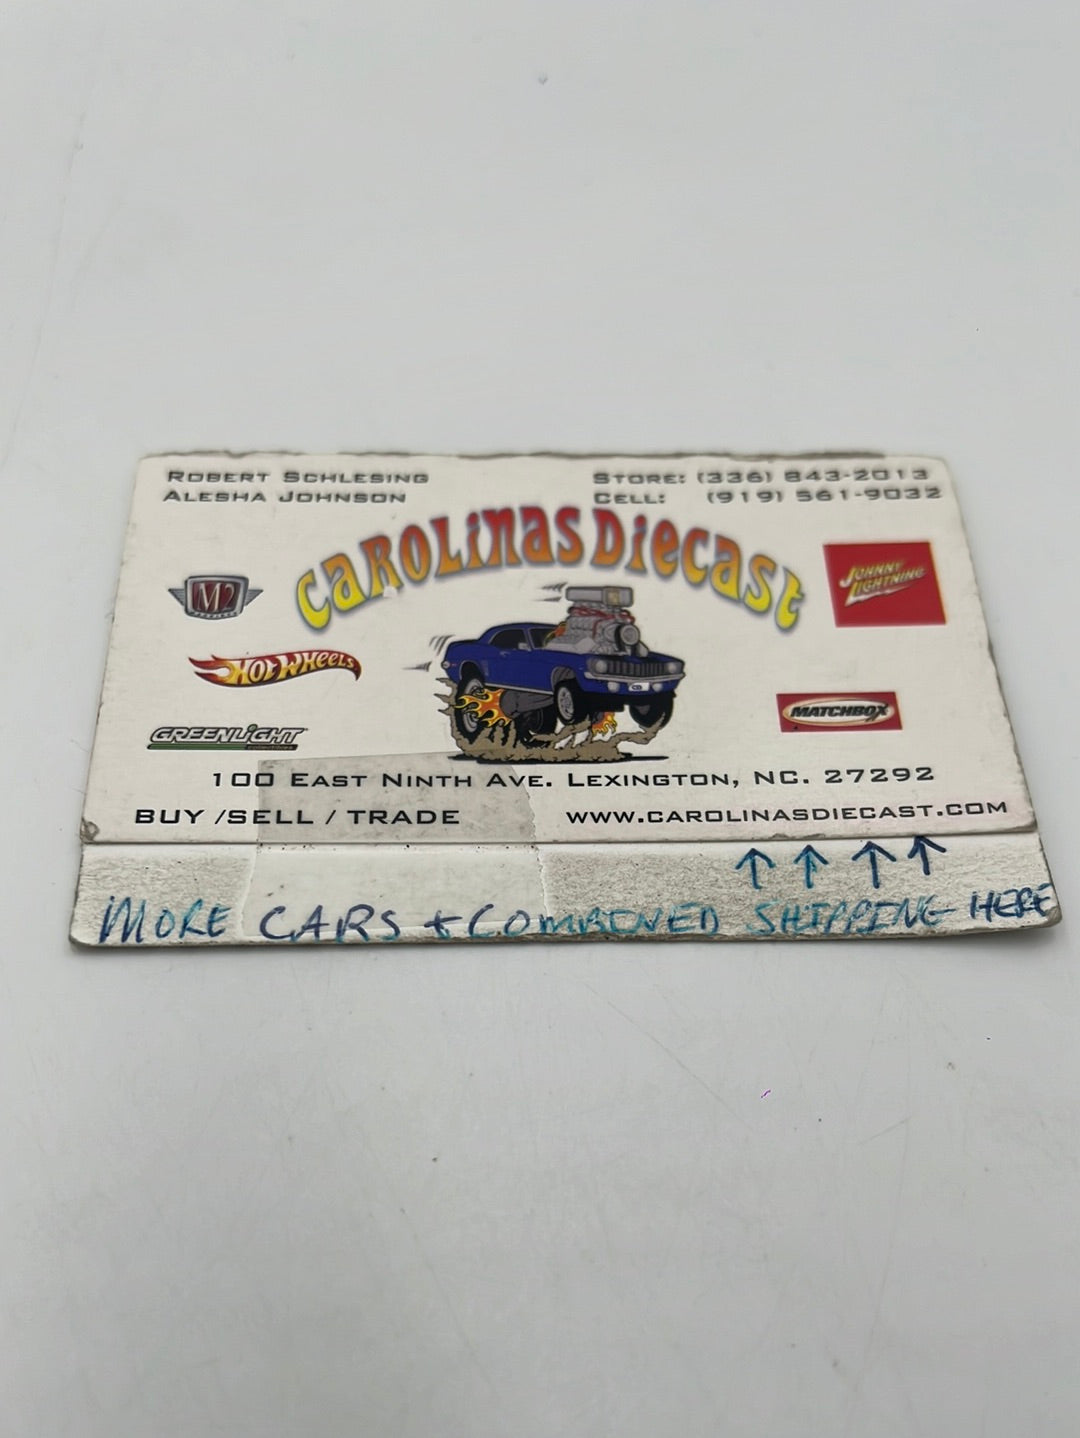 ROBERT SCHLESING
ALESHA JOHNSON
STORE: (336) 843-2013
CELL: (919) 561-9032
CAROLINAS DIECAST
M2
JOHNNY LIGHTNING
HOT WHEELS
MATCHBOX
GREENLIGHT
collectibles
100 EAST NINTH AVE. LEXINGTON, NC. 27292
BUY /SELL / TRADE
WWW.CAROLINASDIECAST.COM
MORE CARS + COMBINED SHIPPING HERE